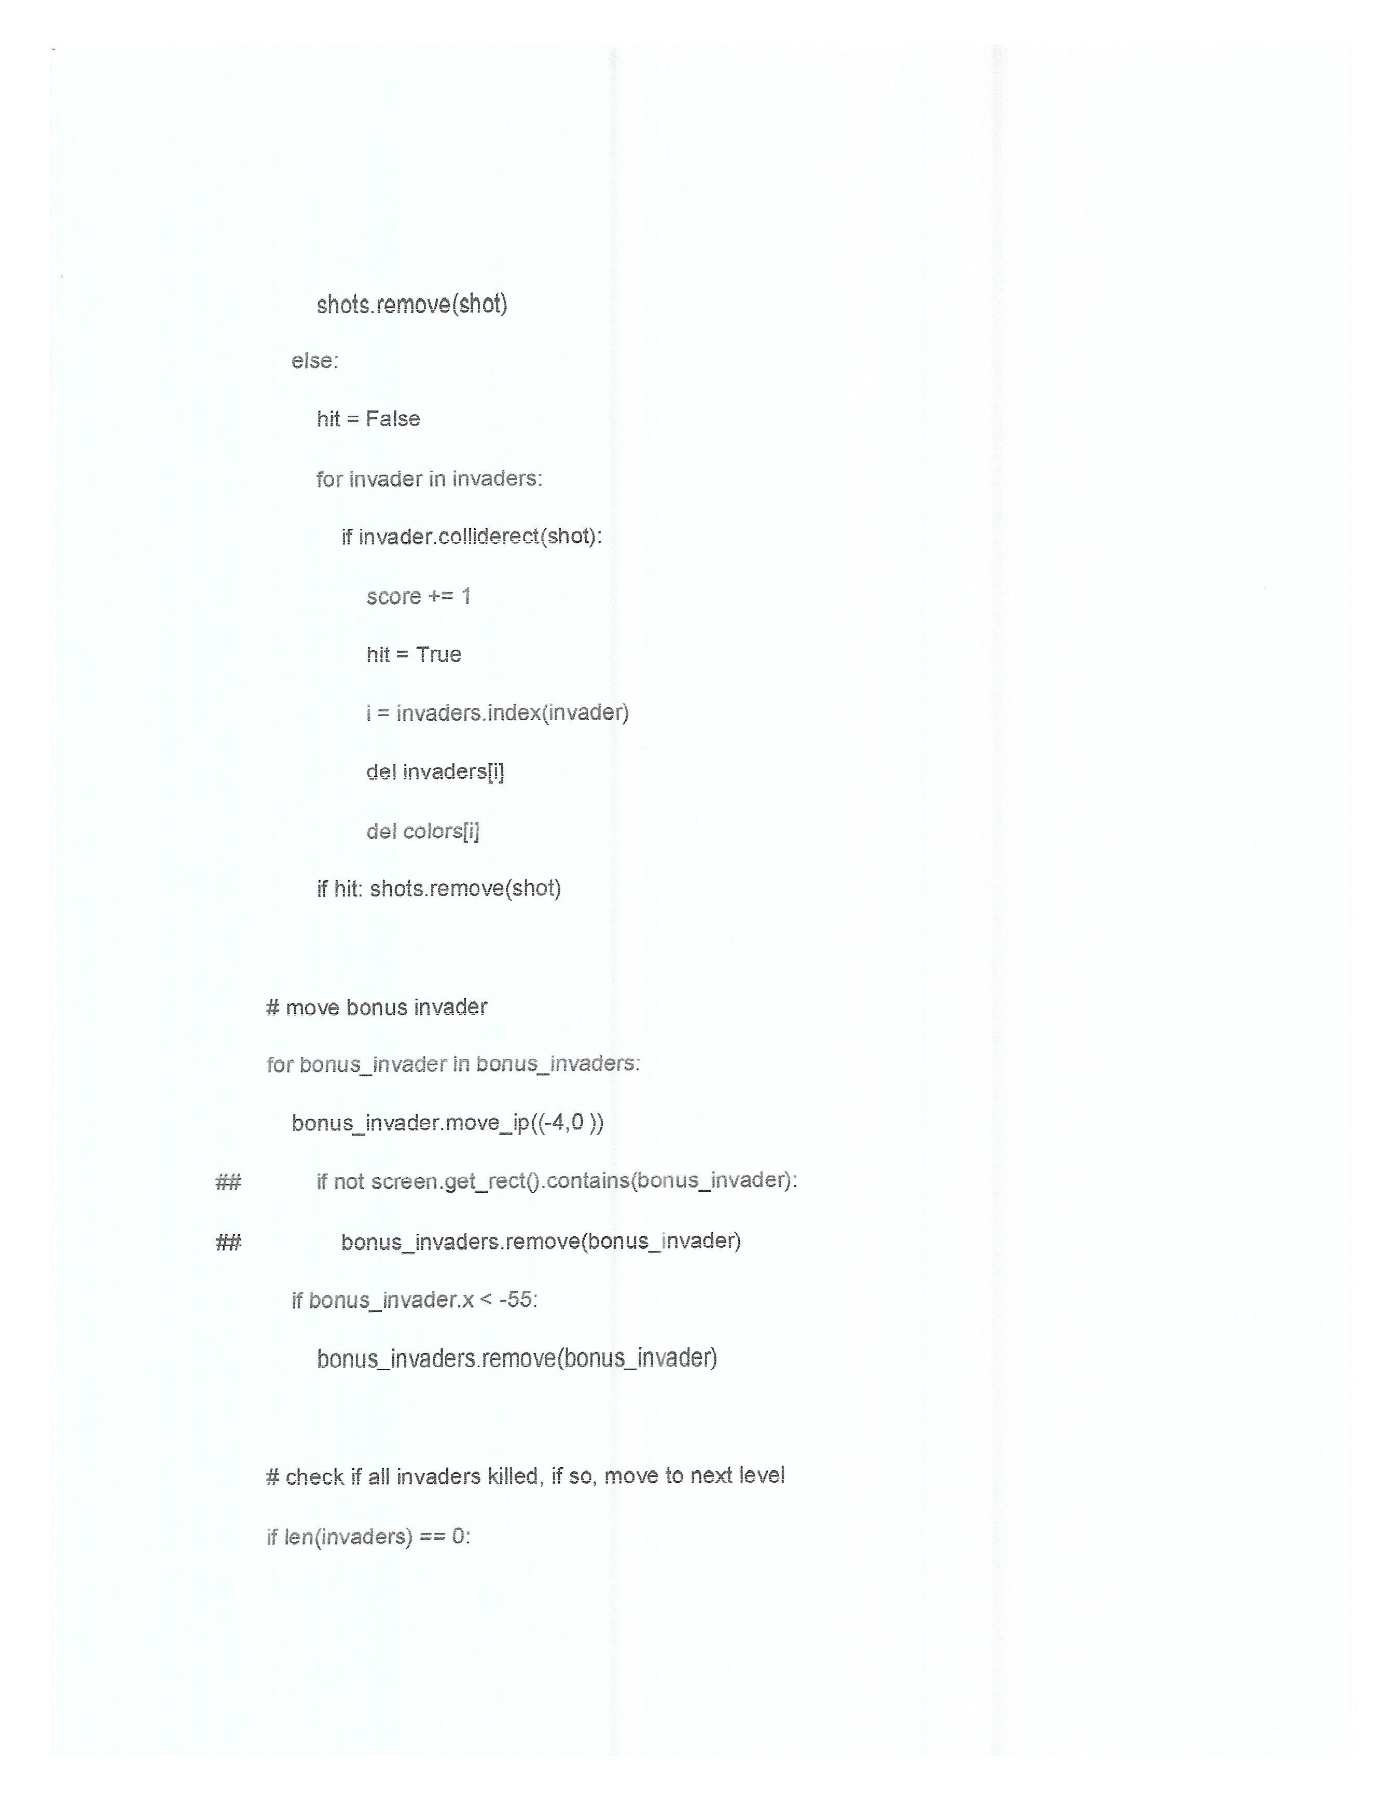 shots.remove(shot)
else:
hit = False
for invader in invaders:
if invader.colliderect(shot):
score += 1
hit = True
i = invaders.index(invader)
del invaders[i]
del colors[i]
if hit: shots.remove(shot)
# move bonus invader
for bonus_invader in bonus_invaders:
bonus_invader.move_ip((-4,0 ))
## if not screen.get_rect().contains(bonus_invader):
## bonus_invaders.remove(bonus_invader)
if bonus_invader.x < -55:
bonus_invaders.remove(bonus_invader)
# check if all invaders killed, if so, move to next level
if len(invaders) == 0: